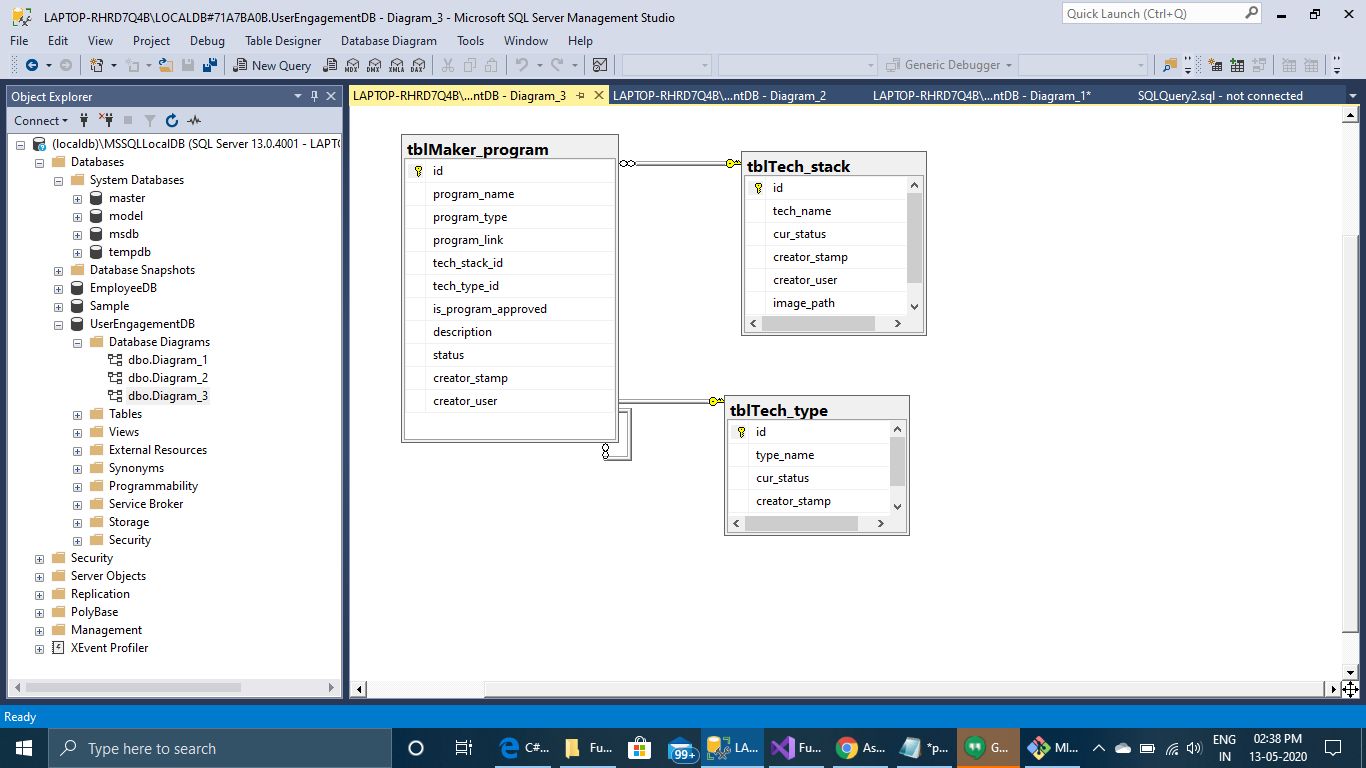 LAPTOP-RHRD7Q4B\LOCALDB#71A7BA0B.UserEngagementDB - Diagram_3 - Microsoft SQL Server Management Studio
Quick Launch (Ctrl+Q)
File Edit View Project Debug Table Designer Database Diagram Tools Window Help
New Query
MDX DMX XMLA DAX
Generic Debugger
Object Explorer
LAPTOP-RHRD7Q4B\...ntDB - Diagram_3
LAPTOP-RHRD7Q4B\...ntDB - Diagram_2
LAPTOP-RHRD7Q4B\...ntDB - Diagram_1*
SQLQuery2.sql - not connected
Connect
(localdb)\MSSQLLocalDB (SQL Server 13.0.4001 - LAPT
Databases
System Databases
master
model
msdb
tempdb
Database Snapshots
EmployeeDB
Sample
UserEngagementDB
Database Diagrams
dbo.Diagram_1
dbo.Diagram_2
dbo.Diagram_3
Tables
Views
External Resources
Synonyms
Programmability
Service Broker
Storage
Security
Security
Server Objects
Replication
PolyBase
Management
XEvent Profiler
tblMaker_program
id
program_name
program_type
program_link
tech_stack_id
tech_type_id
is_program_approved
description
status
creator_stamp
creator_user
tblTech_stack
id
tech_name
cur_status
creator_stamp
creator_user
image_path
tblTech_type
id
type_name
cur_status
creator_stamp
Ready
Type here to search
C#...
Fu...
99+
LA...
Fu...
As...
*p...
G...
MI...
ENG
IN
02:38 PM
13-05-2020